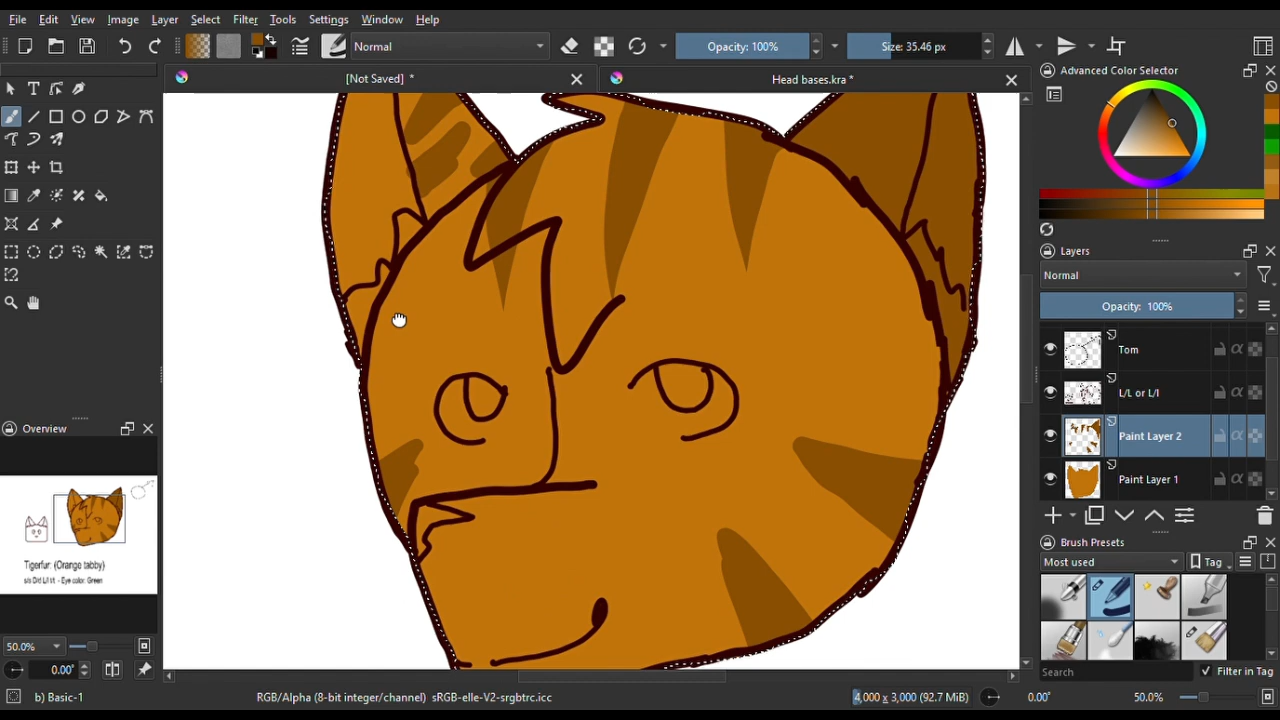 File Edit View Image Layer Select Filter Tools Settings Window Help
Normal Opacity: 100% Size: 35.46 px
[Not Saved] * Head bases.kra * Advanced Color Selector
Layers
Normal
Opacity: 100%
Tom
L/L or L/l
Paint Layer 2
Paint Layer 1
Overview
Tigerfur: (Orange tabby)
Eye color: Green
Brush Presets
Most used Tag
Search Filter in Tag
50.0%
0.00°
b) Basic-1 RGB/Alpha (8-bit integer/channel) sRGB-elle-V2-srgbtrc.icc 4,000 x 3,000 (92.7 MiB) 0.00° 50.0%